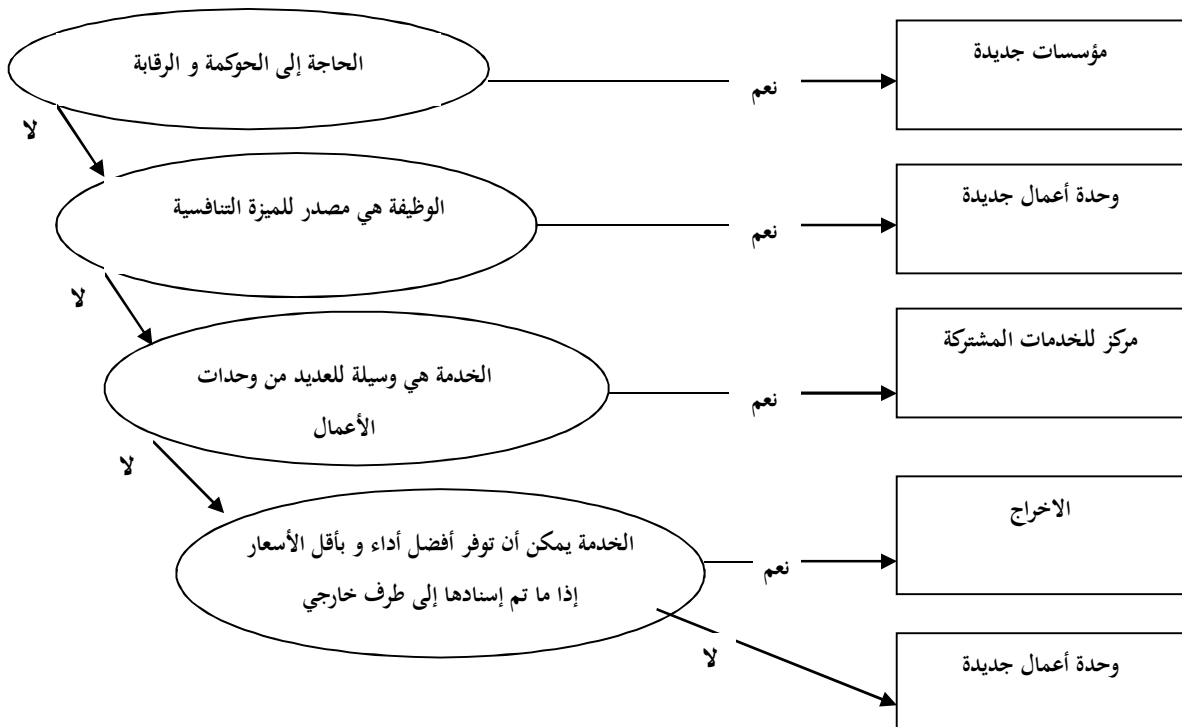 الحاجة إلى الحوكمة و الرقابة
نعم
مؤسسات جديدة
لا
الوظيفة هي مصدر للميزة التنافسية
نعم
وحدة أعمال جديدة
لا
الخدمة هي وسيلة للعديد من وحدات
الأعمال
نعم
مركز للخدمات المشتركة
لا
الخدمة يمكن أن توفر أفضل أداء و بأقل الأسعار
إذا ما تم إسنادها إلى طرف خارجي
نعم
الاخراج
لا
وحدة أعمال جديدة